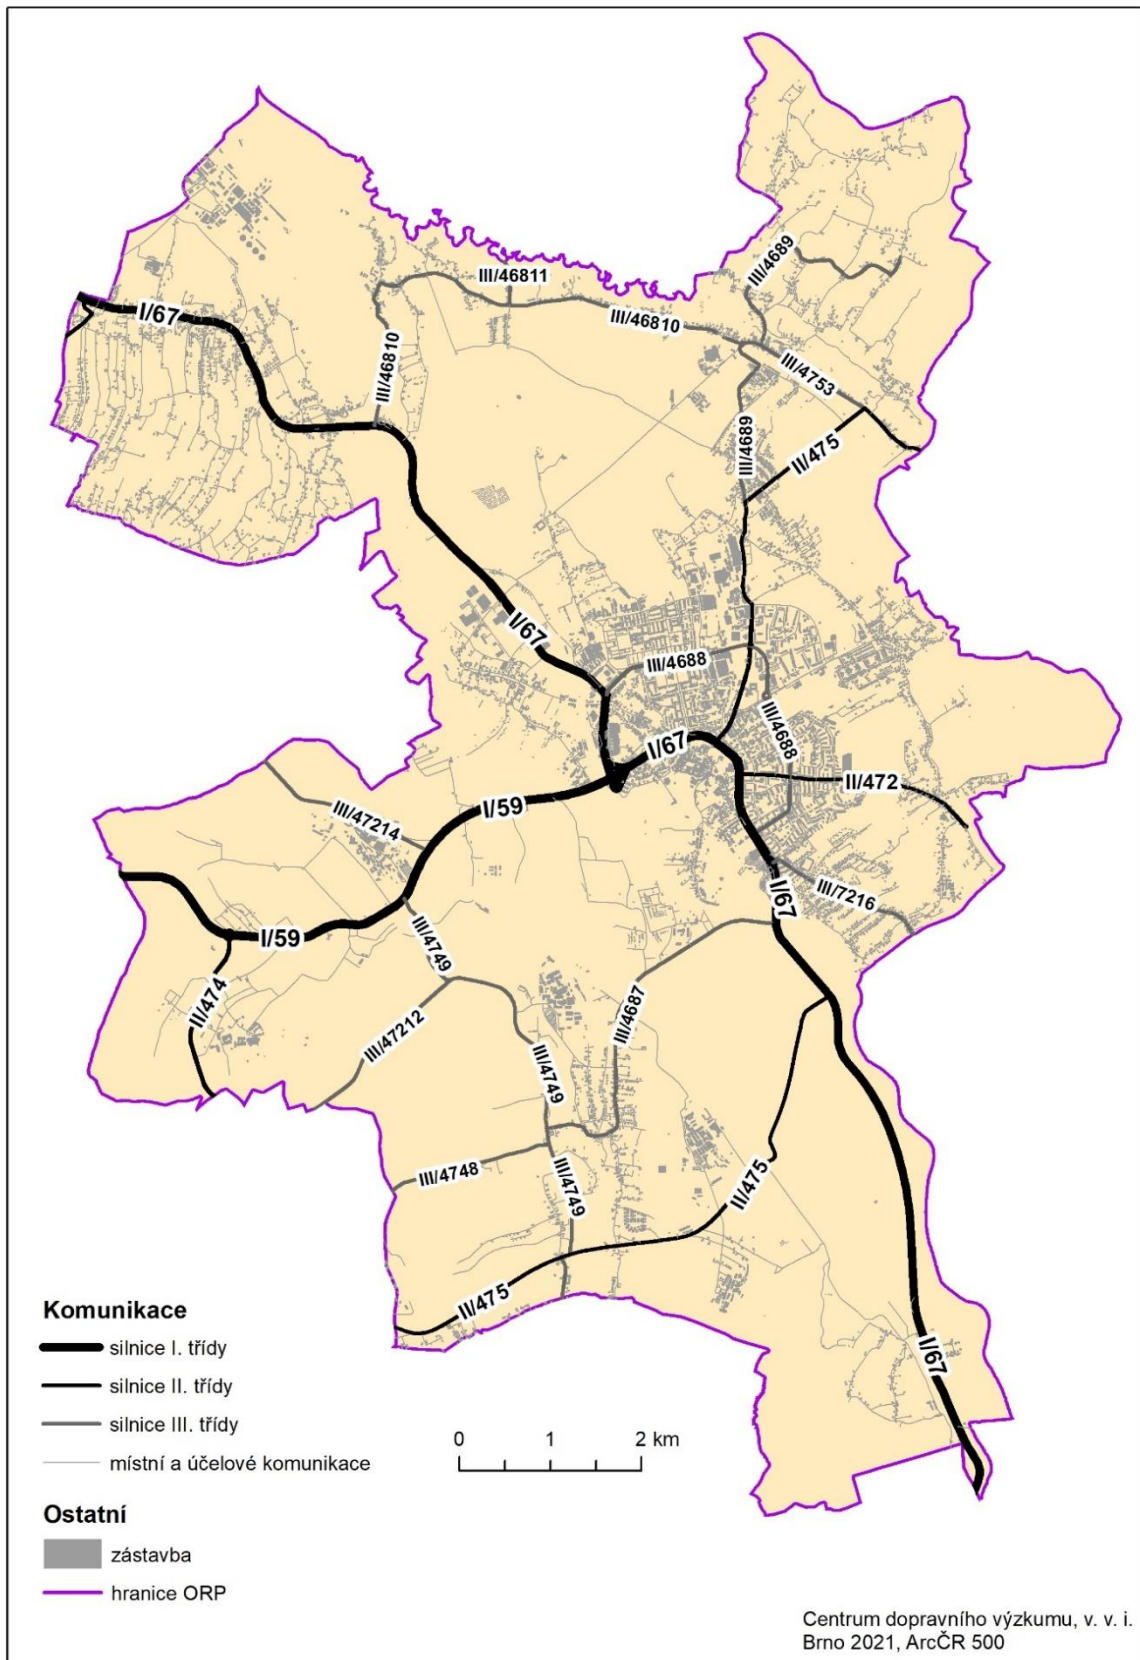 III/4689
III/46811
I/67
III/46810
III/46810
III/4753
III/4689
II/475
I/67
III/4688
III/4688
I/67
II/472
I/59
III/47214
III/7216
I/67
I/59
III/4749
II/474
III/4687
III/47212
III/4749
III/4748
III/4749
II/475
II/475
I/67
Komunikace
silnice I. třídy
silnice II. třídy
silnice III. třídy
místní a účelové komunikace
0 1 2 km
Ostatní
zástavba
hranice ORP
Centrum dopravního výzkumu, v. v. i.
Brno 2021, ArcČR 500